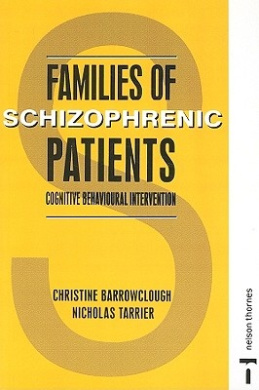 FAMILIES OF
SCHIZOPHRENIC
PATIENTS
COGNITIVE BEHAVIOURAL INTERVENTION
CHRISTINE BARROWCLOUGH
NICHOLAS TARRIER
nelson thornes